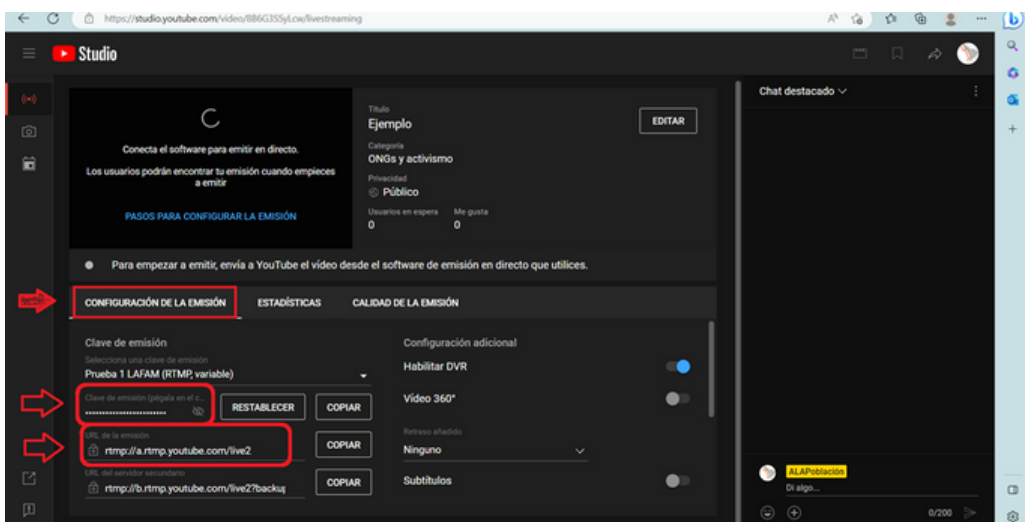 https://studio.youtube.com/video/8B6G3SSyLcw/livestreaming
Studio
Conecta el software para emitir en directo.
Los usuarios podrán encontrar tu emisión cuando empieces
a emitir
PASOS PARA CONFIGURAR LA EMISIÓN
Título
Ejemplo
EDITAR
Categoría
ONGs y activismo
Privacidad
Público
Usuarios en espera Me gusta
0 0
Chat destacado
Para empezar a emitir, envía a YouTube el vídeo desde el software de emisión en directo que utilices.
CONFIGURACIÓN DE LA EMISIÓN ESTADÍSTICAS CALIDAD DE LA EMISIÓN
Clave de emisión
Selecciona una clave de emisión
Prueba 1 LAFAM (RTMP, variable)
Clave de emisión (pégala en el c...
RESTABLECER COPIAR
URL de la emisión
rtmp://a.rtmp.youtube.com/live2
COPIAR
URL del servidor secundario
rtmp://b.rtmp.youtube.com/live2?backup
COPIAR
Configuración adicional
Habilitar DVR
Vídeo 360°
Retraso añadido
Ninguno
Subtítulos
ALAPoblación
Di algo...
0/200